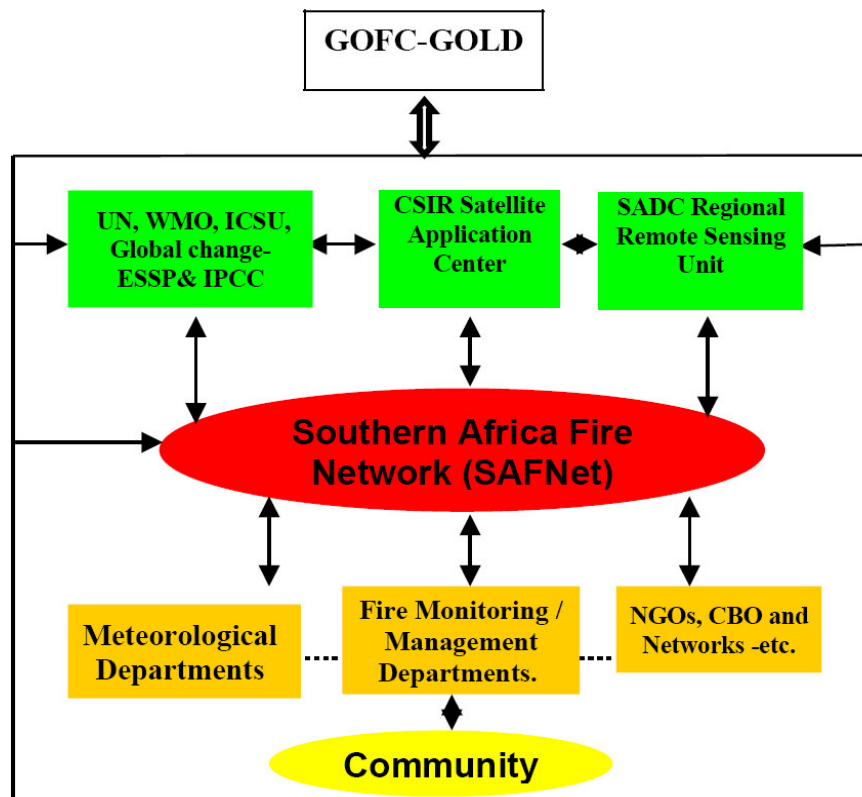 GOFC-GOLD
UN, WMO, ICSU,
Global change-
ESSP& IPCC
CSIR Satellite
Application
Center
SADC Regional
Remote Sensing
Unit
Southern Africa Fire
Network (SAFNet)
Meteorological
Departments
Fire Monitoring /
Management
Departments.
NGOs, CBO and
Networks -etc.
Community